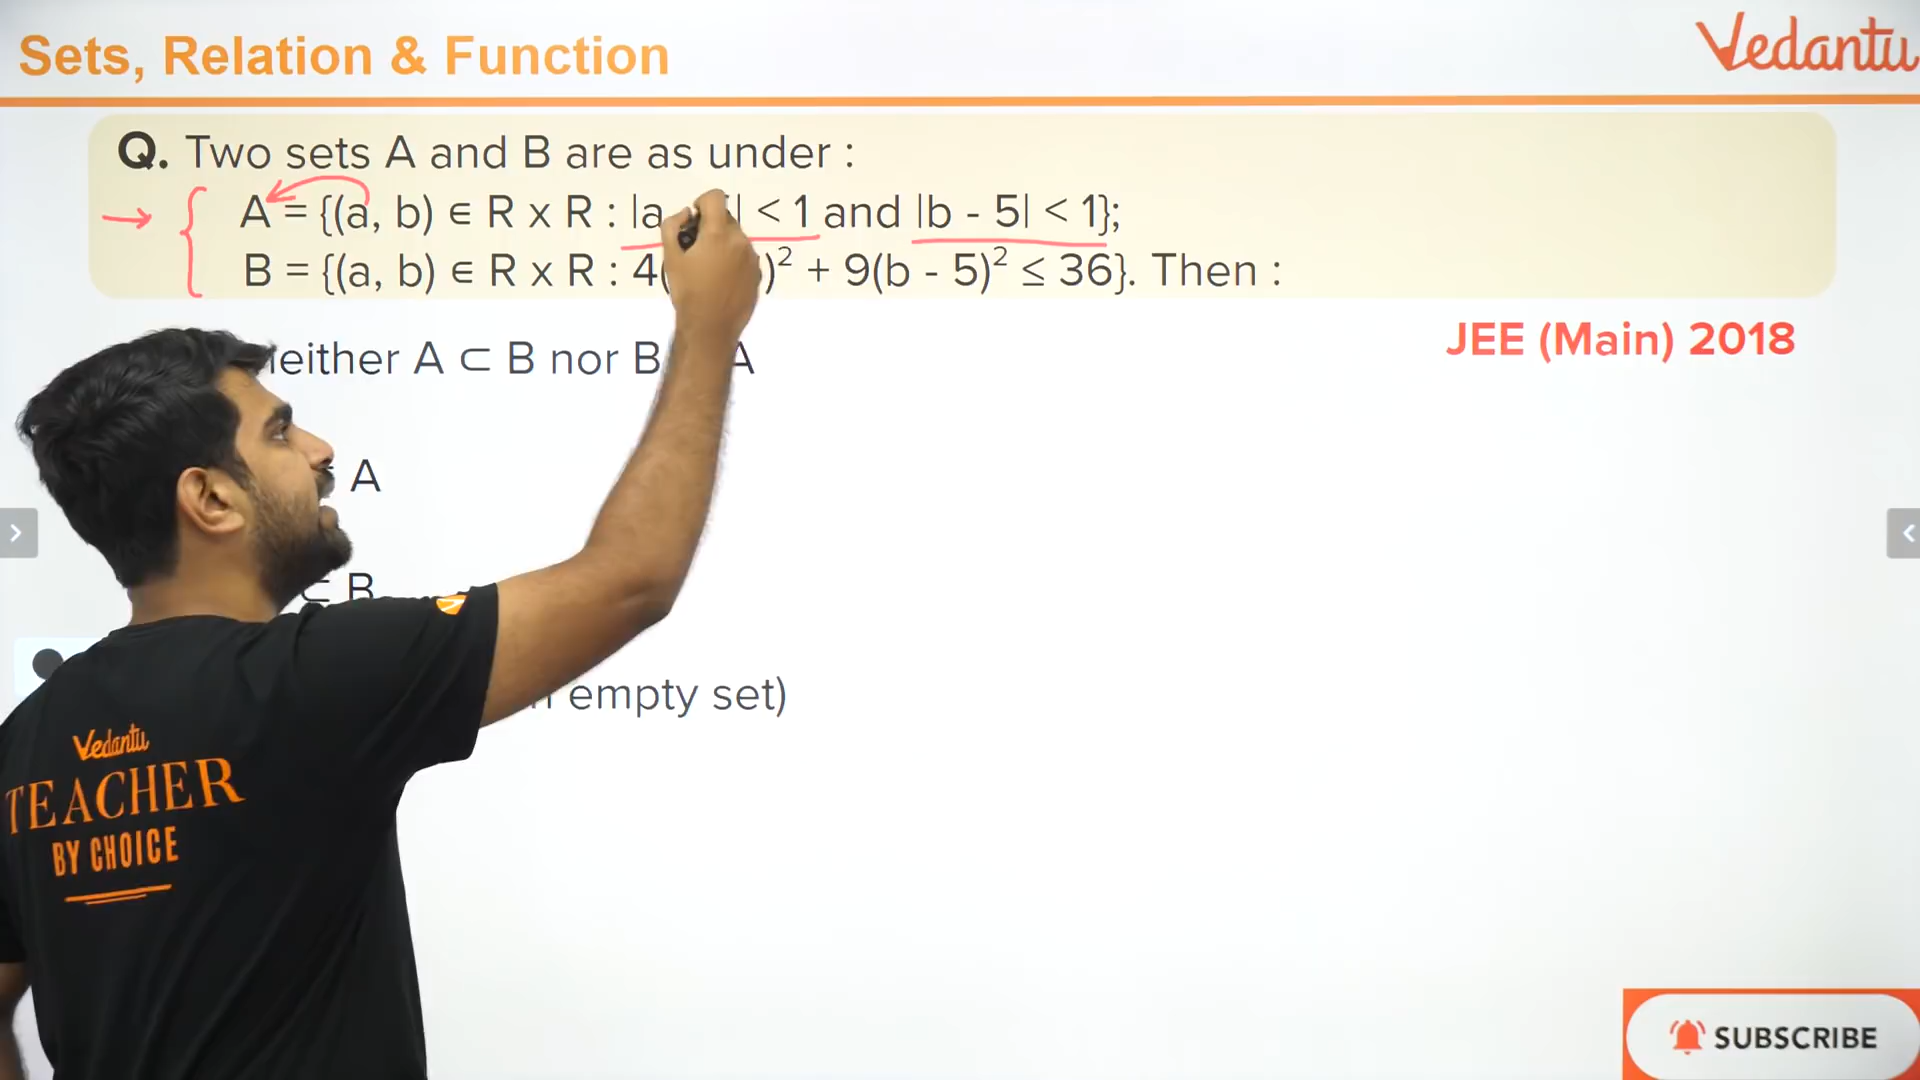 Sets, Relation & Function
Vedantu
Q. Two sets A and B are as under :
A = {(a, b) ∈ R x R : |a | < 1 and |b - 5| < 1};
B = {(a, b) ∈ R x R : 4( )² + 9(b - 5)² ≤ 36}. Then :
JEE (Main) 2018
neither A ⊂ B nor B A
A
⊂ B
empty set)
Vedantu
TEACHER
BY CHOICE
SUBSCRIBE